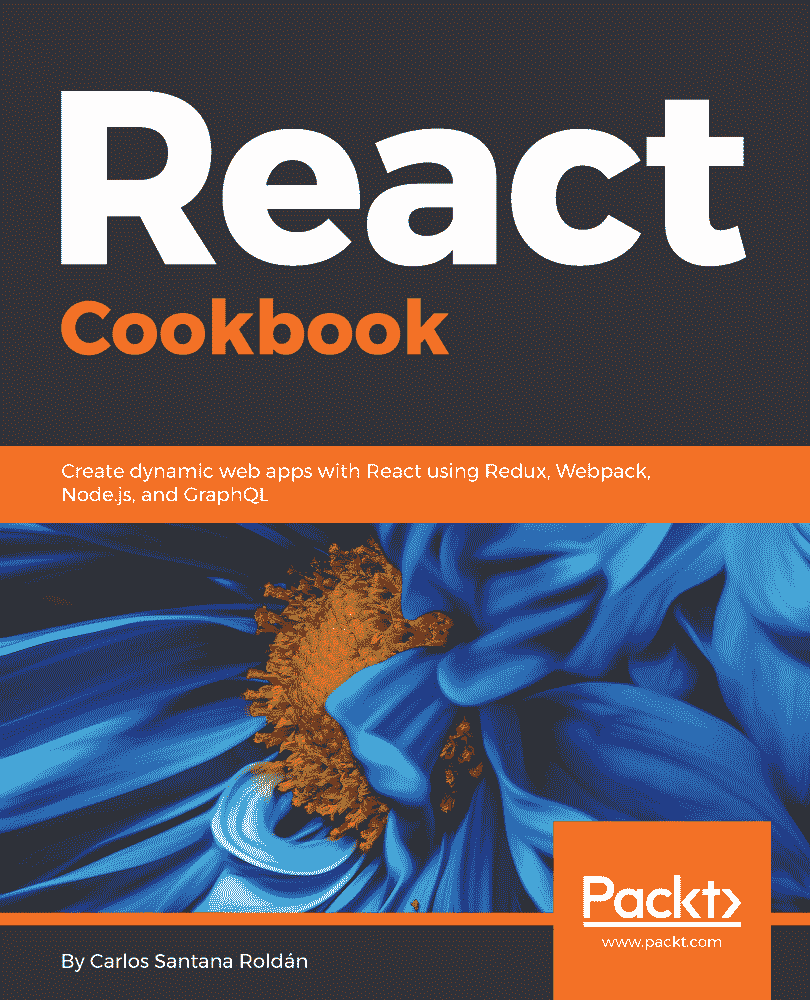 React
Cookbook
Create dynamic web apps with React using Redux, Webpack,
Node.js, and GraphQL
Packt>
www.packt.com
By Carlos Santana Roldán